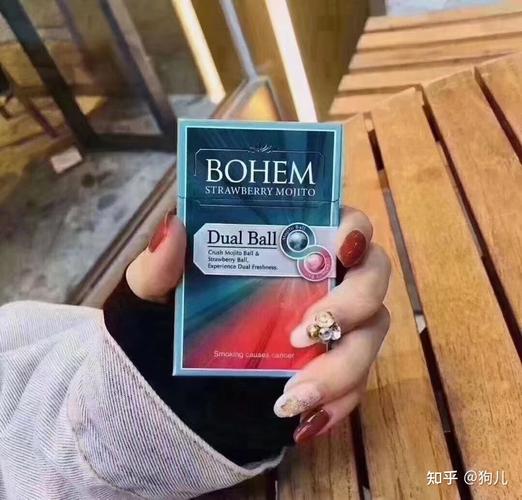 BOHEM
STRAWBERRY MOJITO
Dual Ball
Crush Mojito Ball &
Strawberry Ball,
Experience Dual Freshness.
Smoking causes cancer
知乎 @狗儿